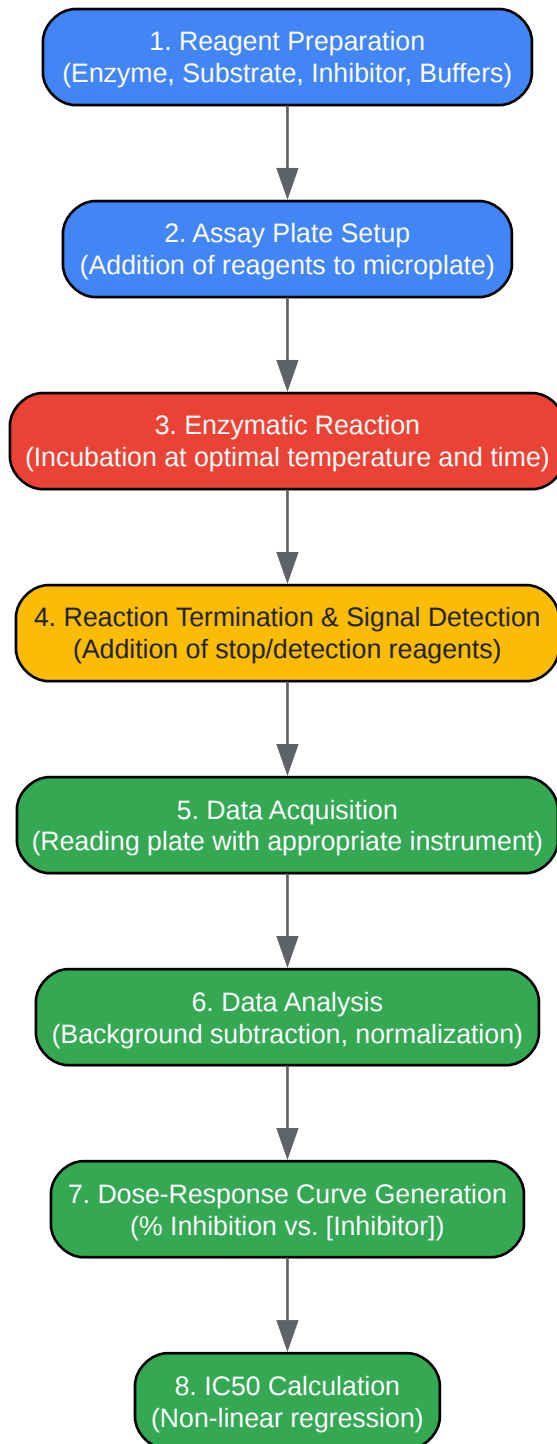 1. Reagent Preparation
(Enzyme, Substrate, Inhibitor, Buffers)
2. Assay Plate Setup
(Addition of reagents to microplate)
3. Enzymatic Reaction
(Incubation at optimal temperature and time)
4. Reaction Termination & Signal Detection
(Addition of stop/detection reagents)
5. Data Acquisition
(Reading plate with appropriate instrument)
6. Data Analysis
(Background subtraction, normalization)
7. Dose-Response Curve Generation
(% Inhibition vs. [Inhibitor])
8. IC50 Calculation
(Non-linear regression)